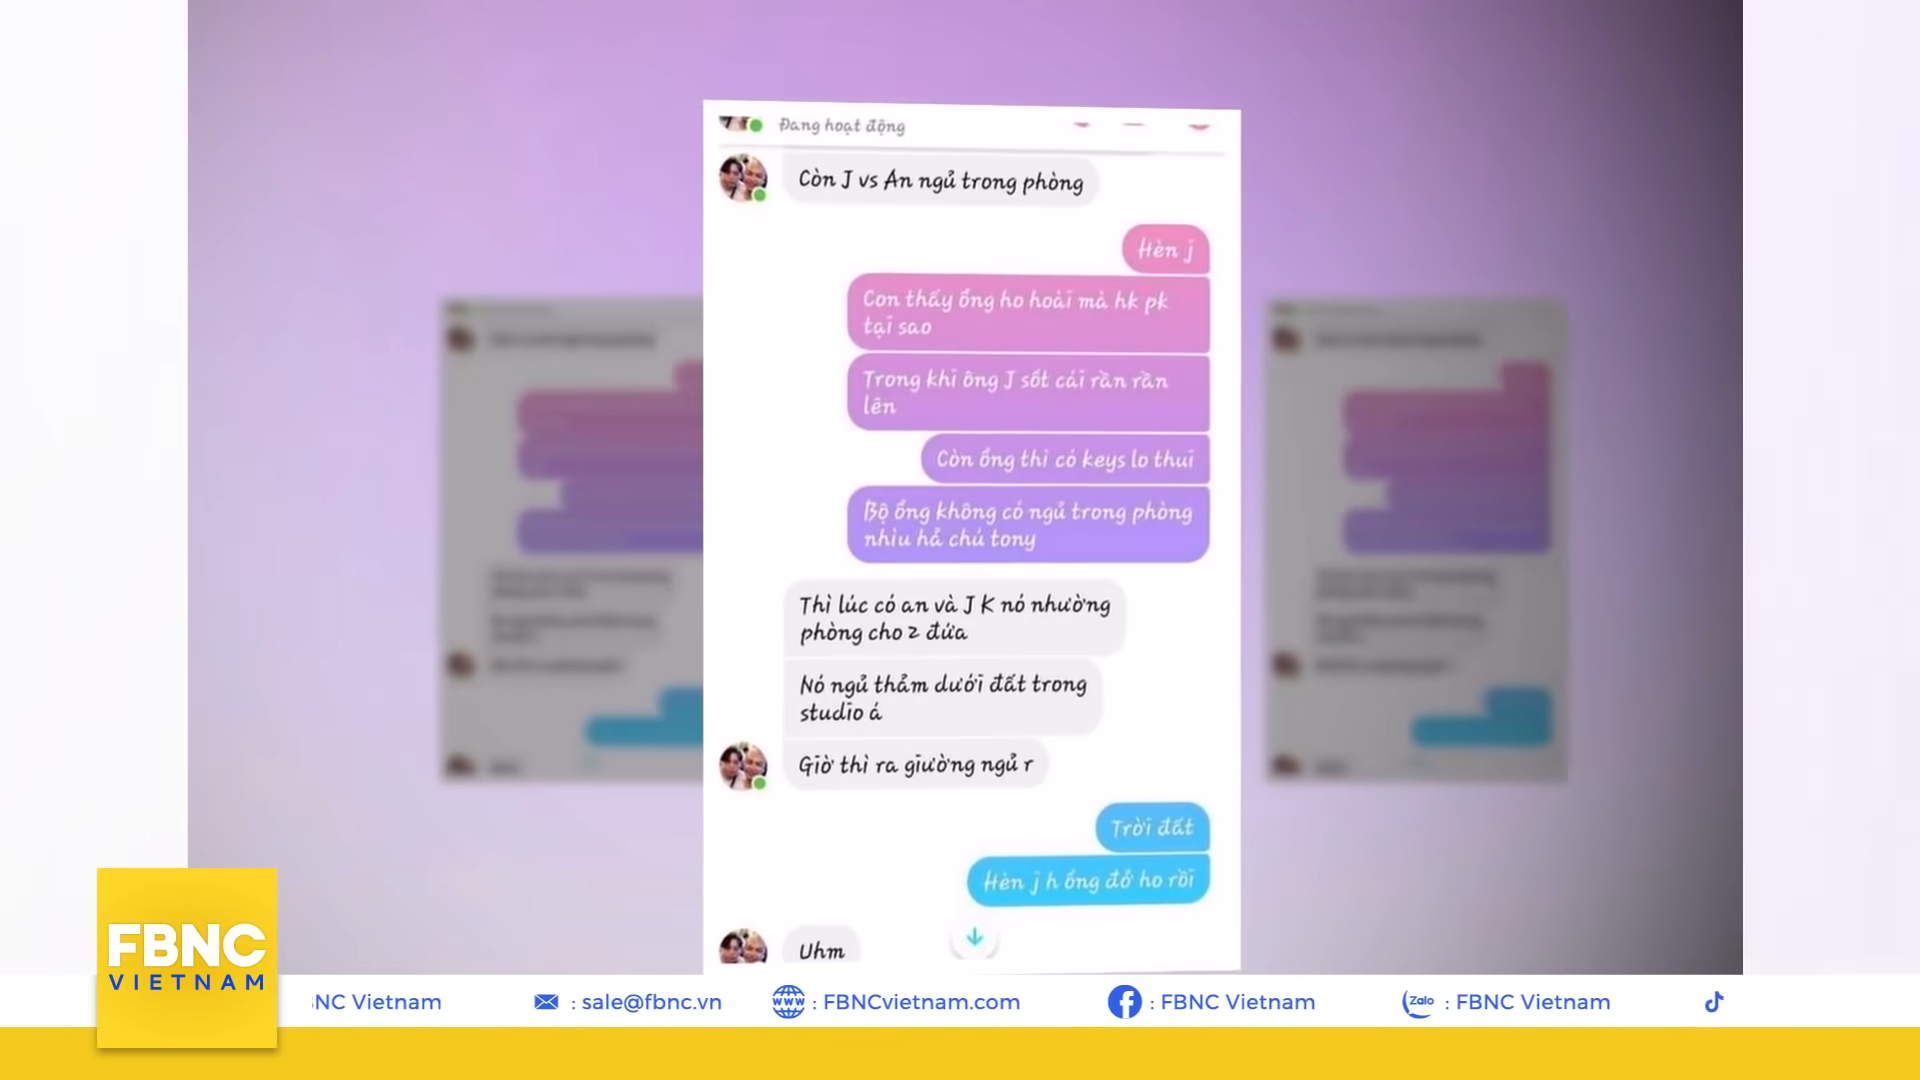 Đang hoạt động
Còn J vs An ngủ trong phòng
Hèn j
Con thấy ổng ho hoài mà hk pk
tại sao
Trong khi ông J sốt cái rần rần
lên
Còn ổng thì có keys lo thui
Bộ ổng không có ngủ trong phòng
nhìu hả chú tony
Thì lúc có an và J K nó nhường
phòng cho 2 đứa
Nó ngủ thảm dưới đất trong
studio á
Giờ thì ra giường ngủ r
Trời đất
Hèn j h ổng đở ho rồi
Uhm
FBNC
VIETNAM
NC Vietnam
: sale@fbnc.vn
www : FBNCvietnam.com
: FBNC Vietnam
Zalo : FBNC Vietnam